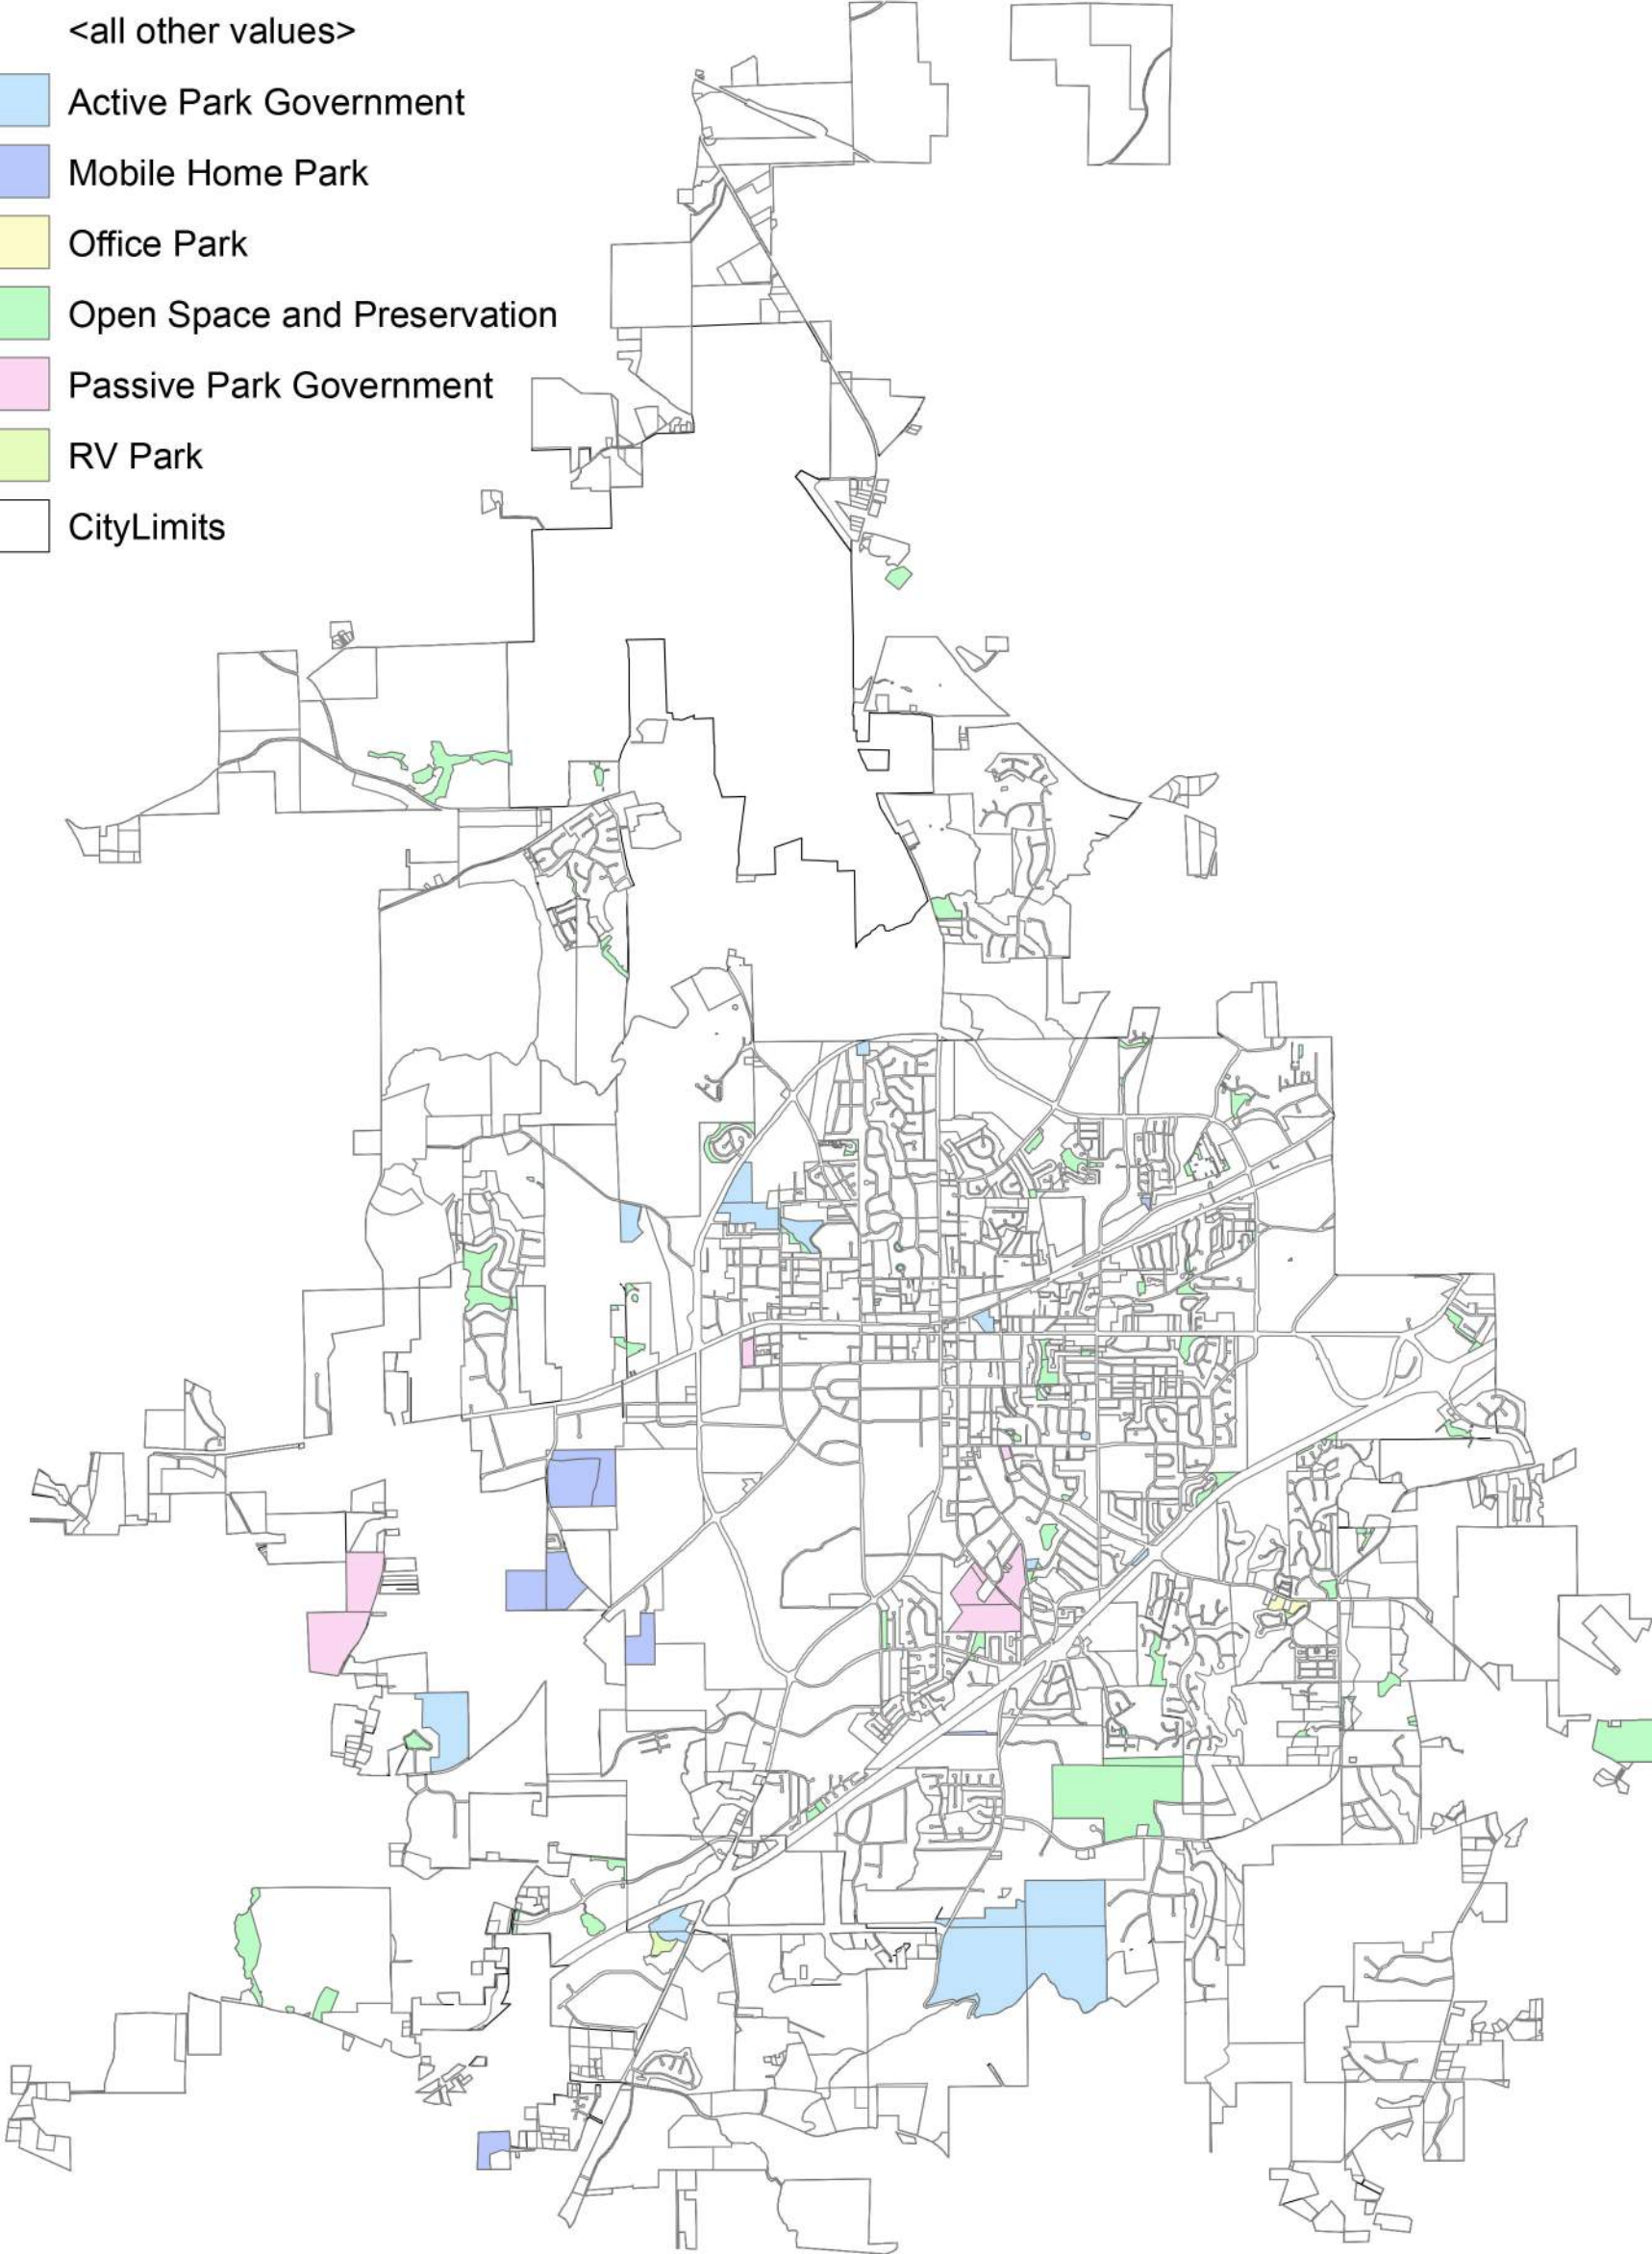 <all other values>
Active Park Government
Mobile Home Park
Office Park
Open Space and Preservation
Passive Park Government
RV Park
CityLimits